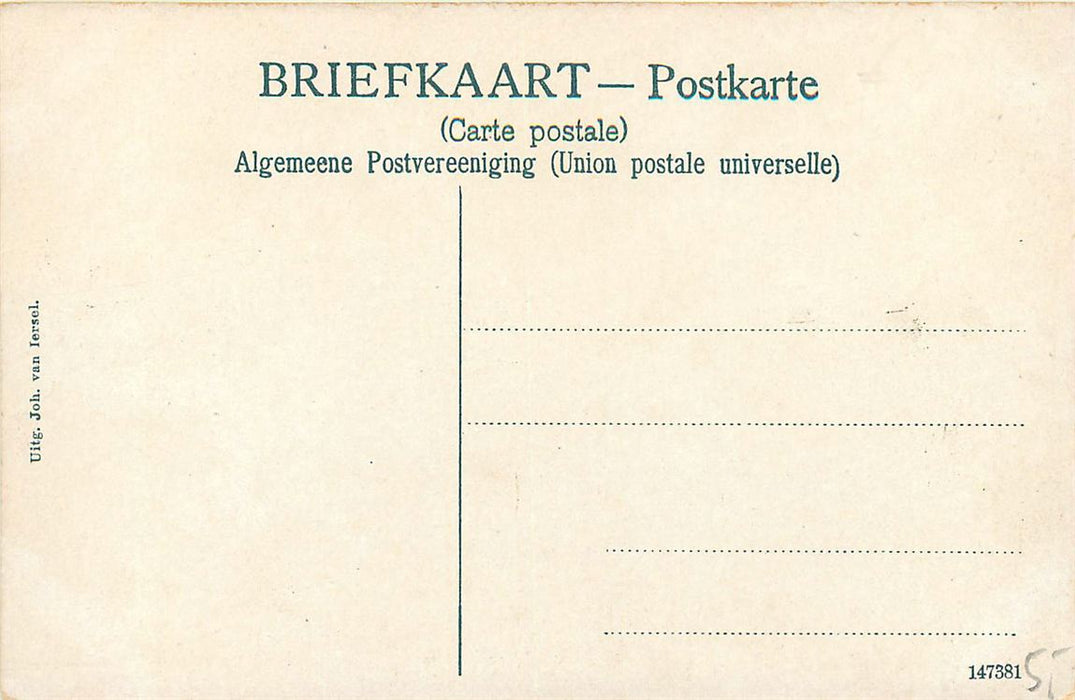 BRIEFKAART — Postkarte
(Carte postale)
Algemeene Postvereeniging (Union postale universelle)
Uitg. Joh. van Iersel.
147381